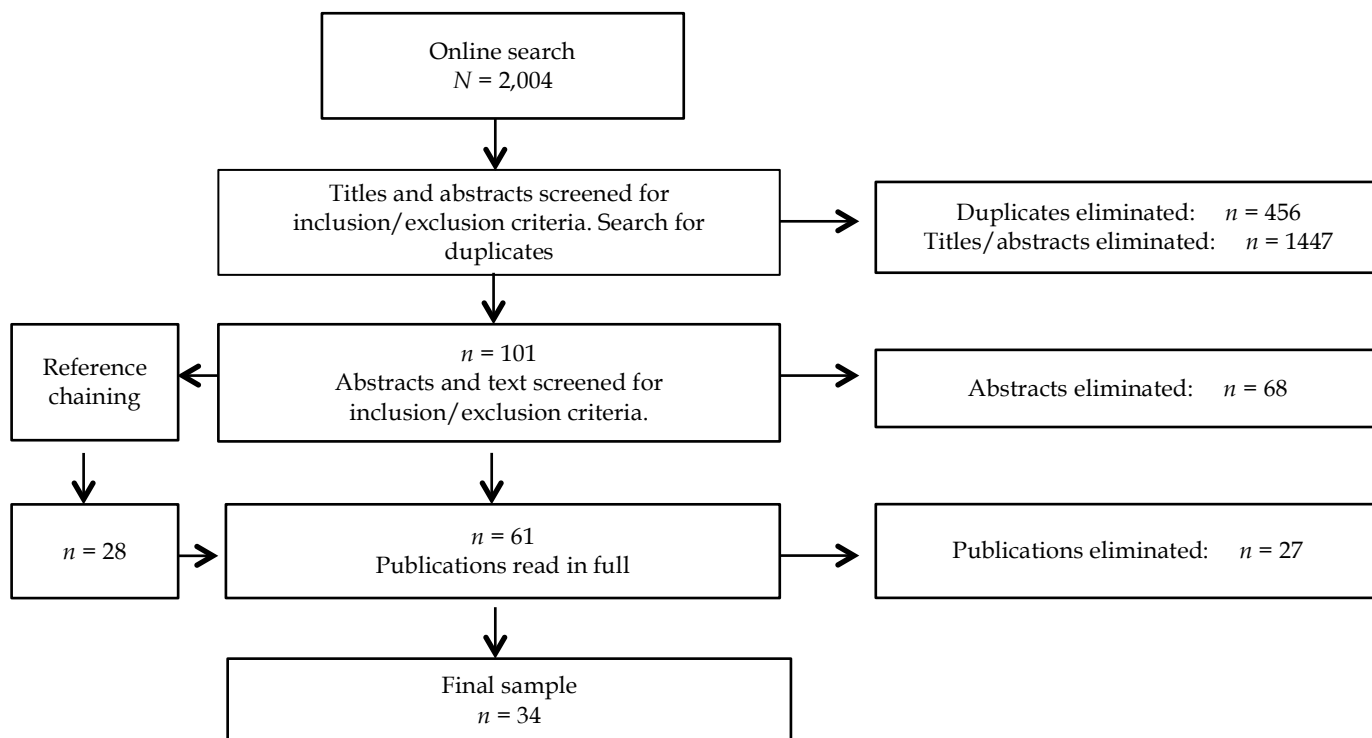 Online search
N = 2,004
Titles and abstracts screened for
inclusion/exclusion criteria. Search for
duplicates
Duplicates eliminated: n = 456
Titles/abstracts eliminated: n = 1447
Reference
chaining
n = 101
Abstracts and text screened for
inclusion/exclusion criteria.
Abstracts eliminated: n = 68
n = 28
n = 61
Publications read in full
Publications eliminated: n = 27
Final sample
n = 34